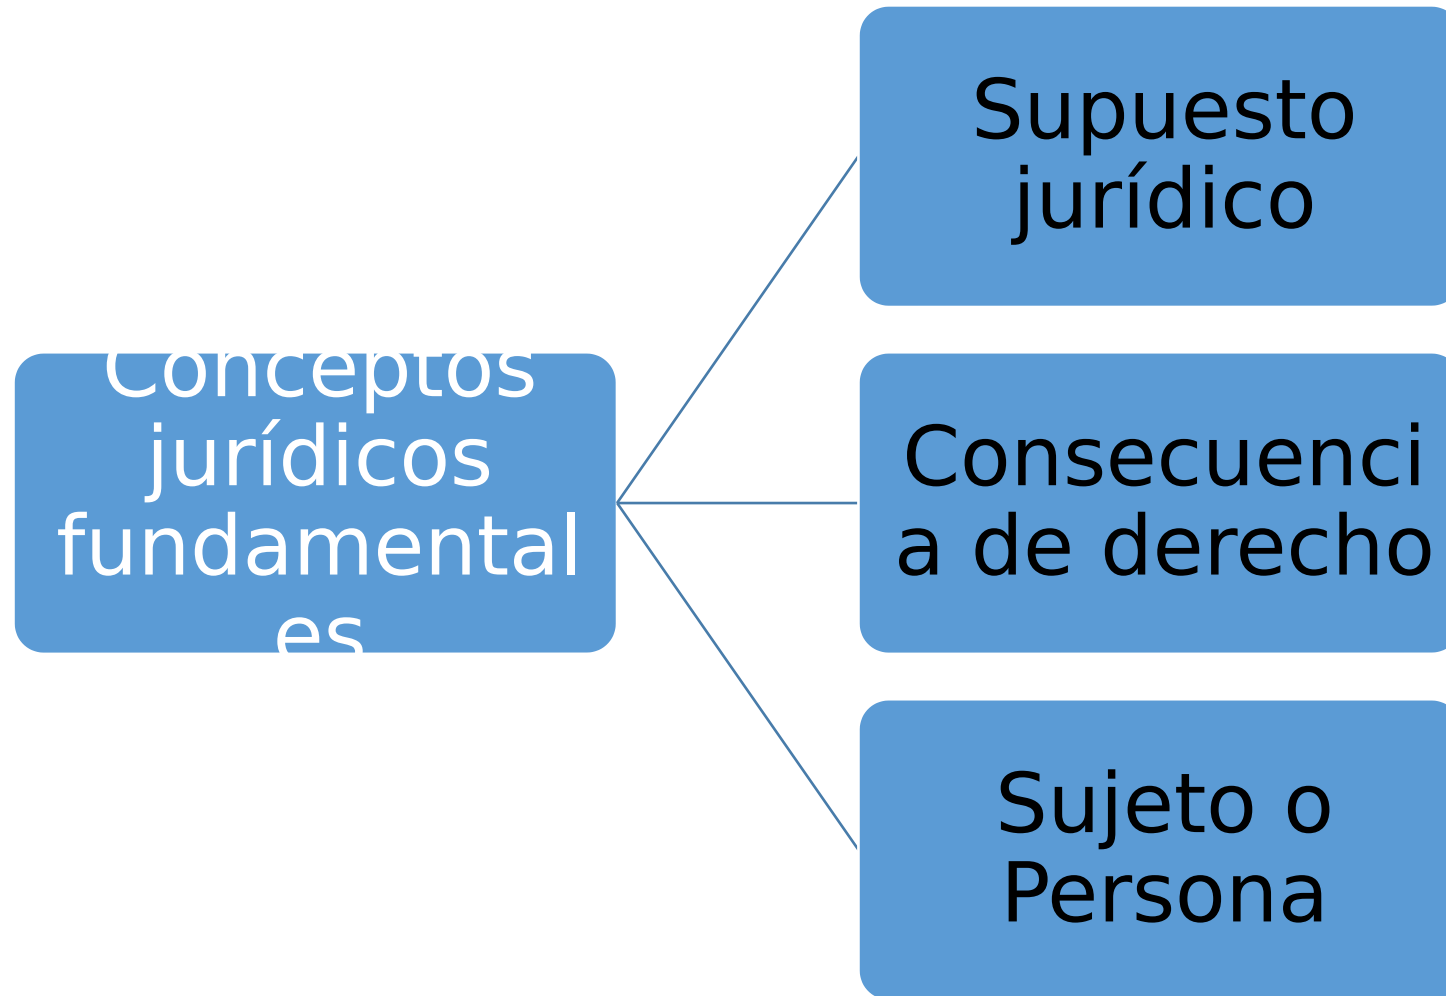 Conceptos
jurídicos
fundamental
es
Supuesto
jurídico
Consecuenci
a de derecho
Sujeto o
Persona